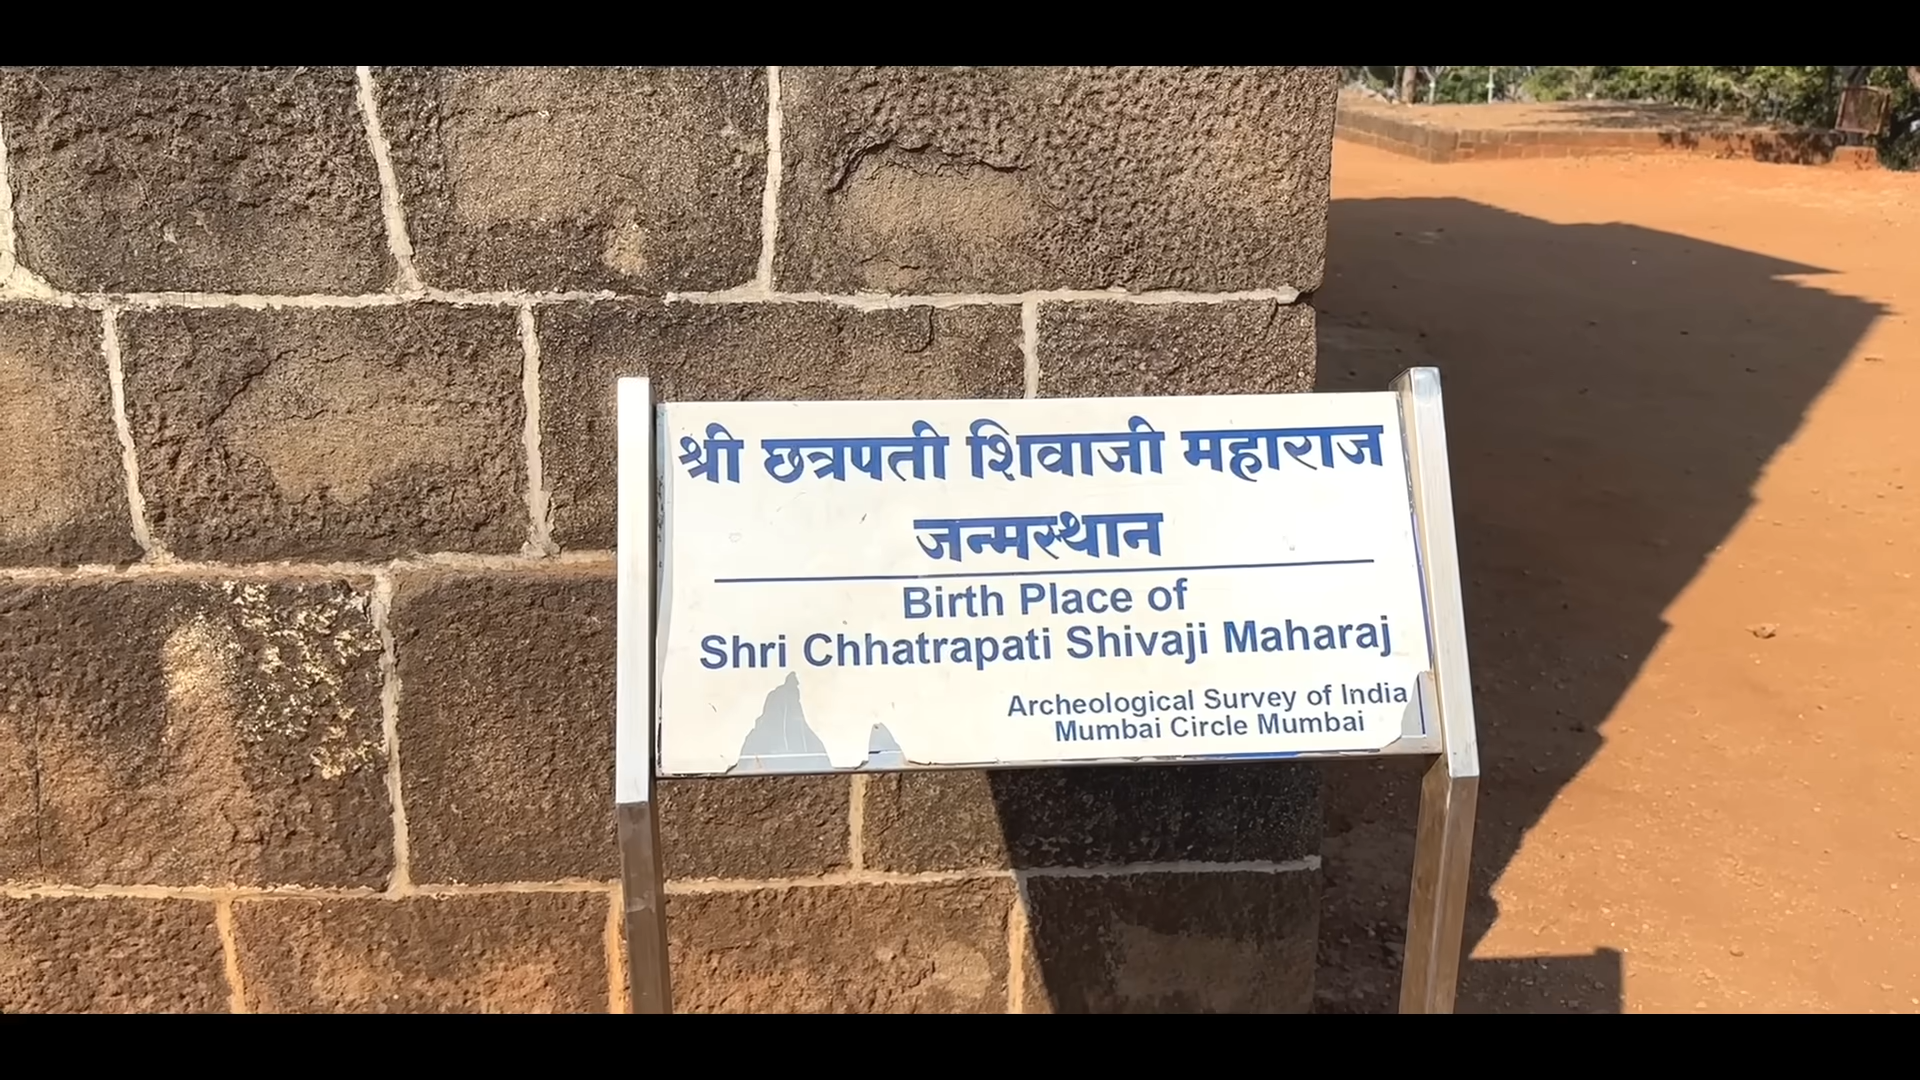 श्री छत्रपती शिवाजी महाराज
जन्मस्थान
Birth Place of
Shri Chhatrapati Shivaji Maharaj
Archeological Survey of India
Mumbai Circle Mumbai